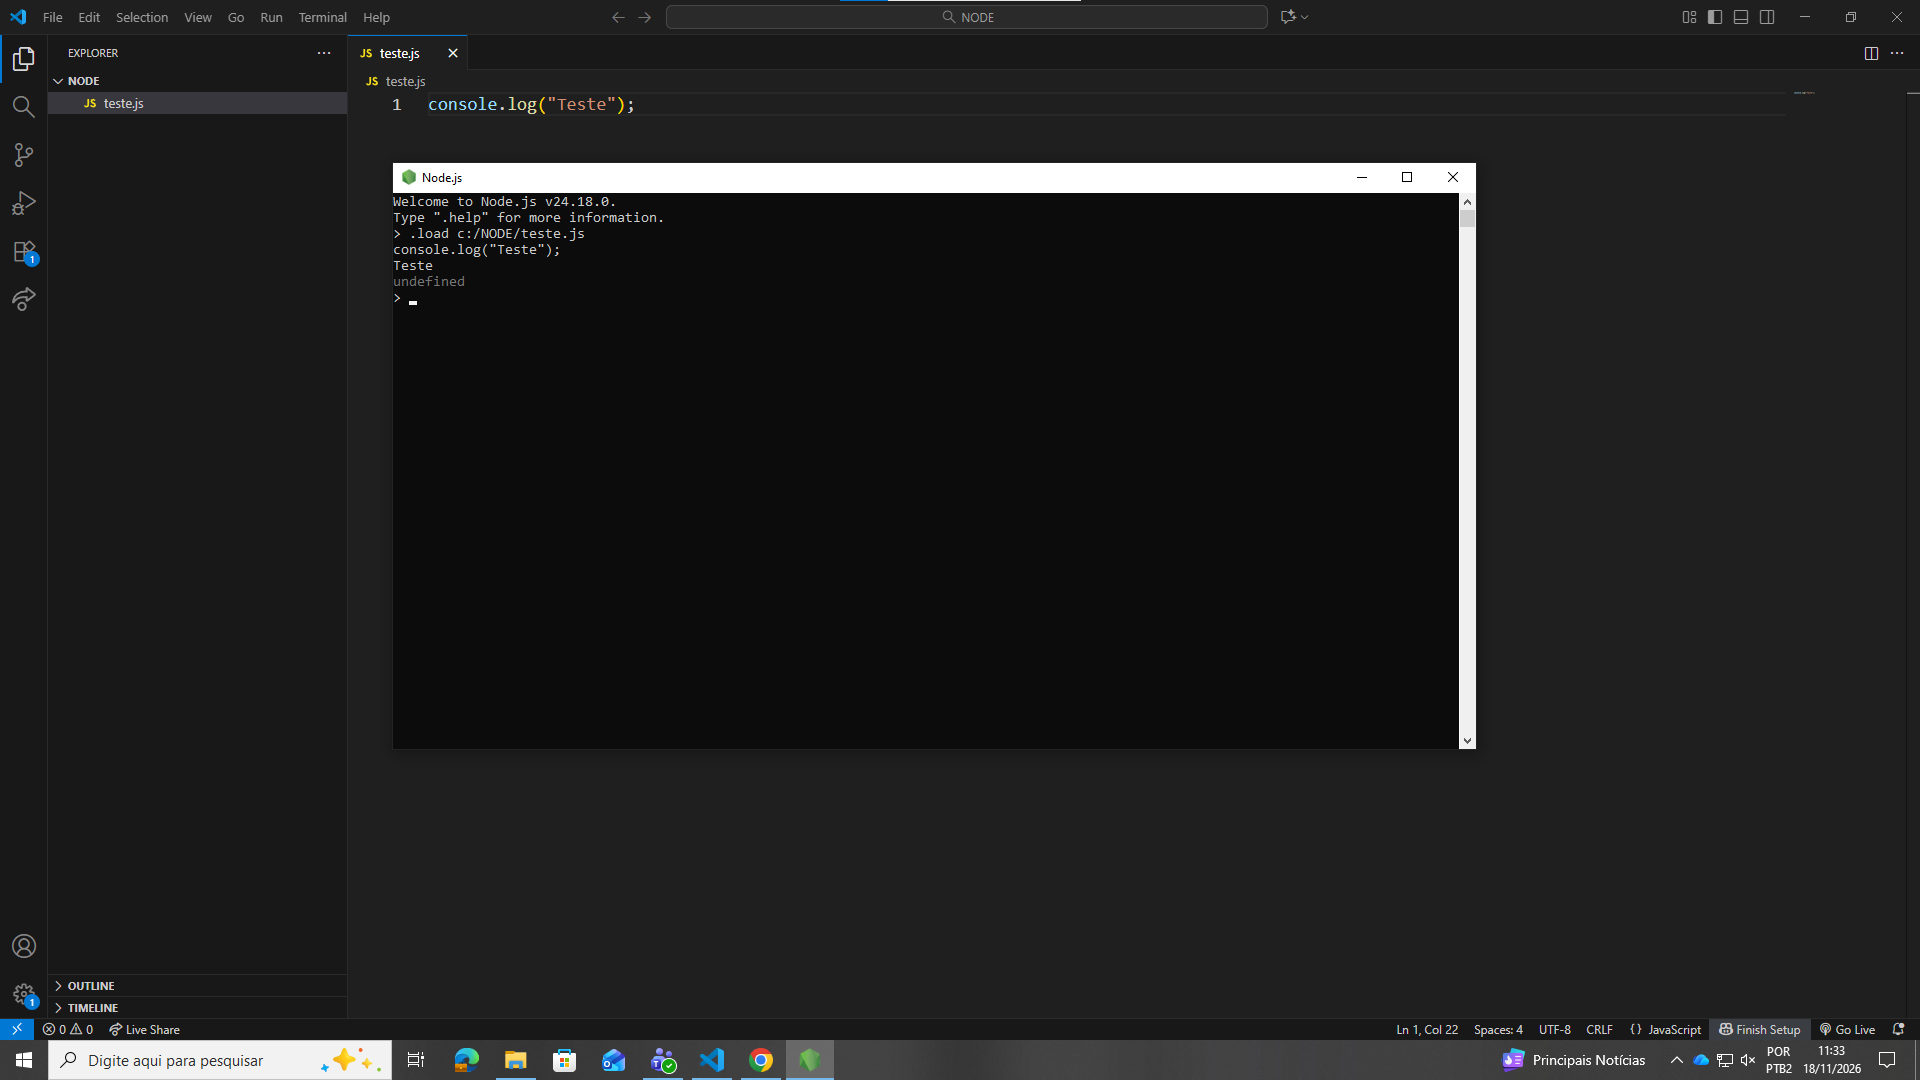 File Edit Selection View Go Run Terminal Help
NODE
EXPLORER
NODE
JS teste.js
OUTLINE
TIMELINE
JS teste.js
JS teste.js
1 console.log("Teste");
Node.js
Welcome to Node.js v24.18.0.
Type ".help" for more information.
> .load c:/NODE/teste.js
console.log("Teste");
Teste
undefined
>
1
1
0 0 Live Share
Ln 1, Col 22 Spaces: 4 UTF-8 CRLF {} JavaScript Finish Setup Go Live
Digite aqui para pesquisar
Principais Notícias
POR
PTB2
11:33
18/11/2026